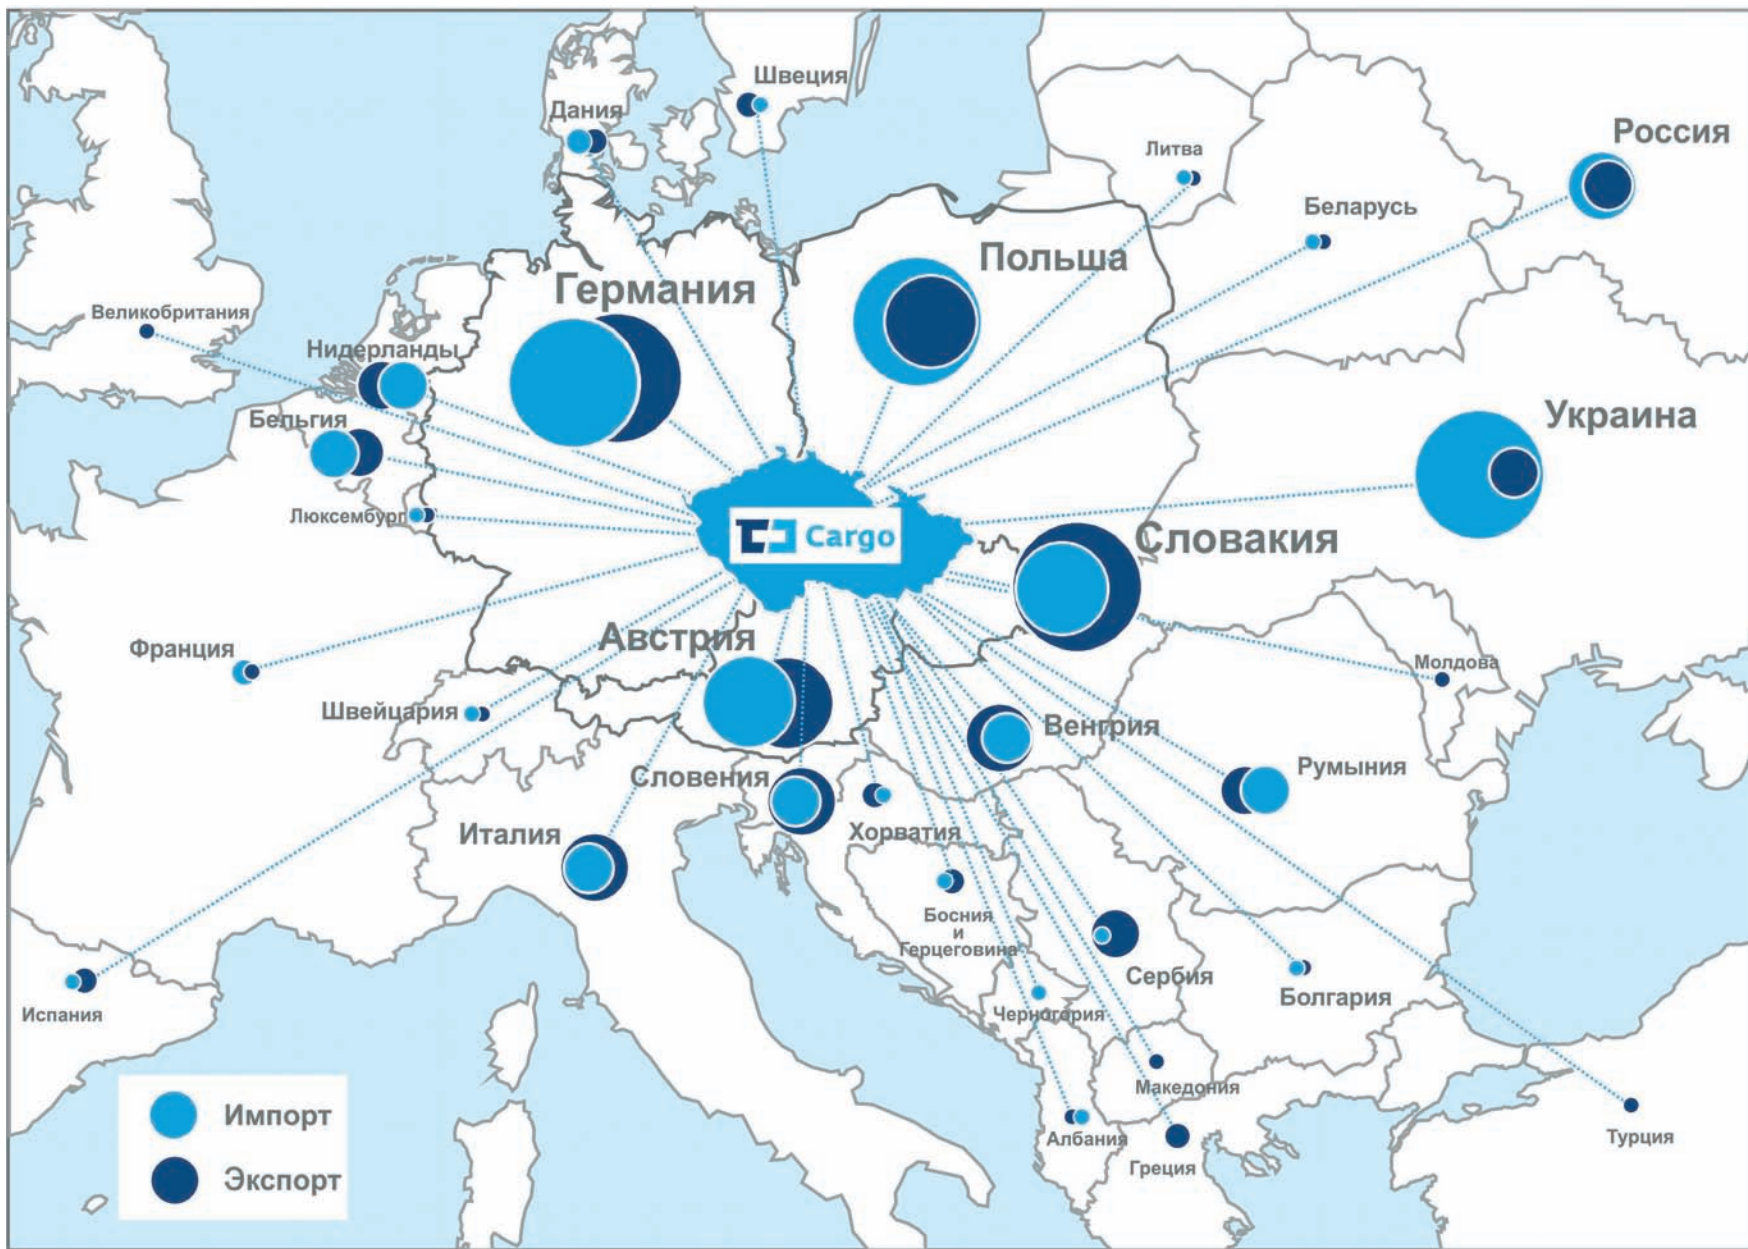 Швеция
Дания
Россия
Литва
Беларусь
Польша
Германия
Великобритания
Нидерланды
Бельгия
Украина
Люксембург
Cargo
Словакия
Австрия
Франция
Молдова
Швейцария
Венгрия
Словения
Румыния
Италия
Хорватия
Босния
и
Герцеговина
Сербия
Болгария
Испания
Черногория
Македония
Албания
Греция
Турция
Импорт
Экспорт